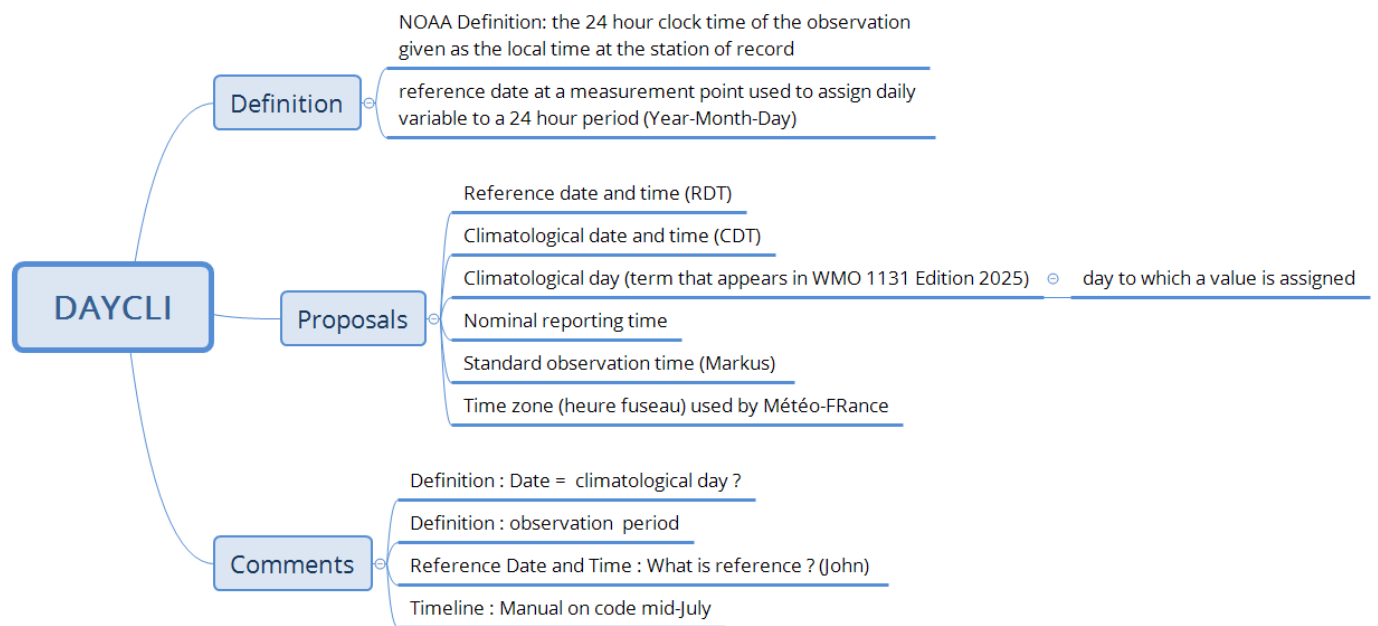 NOAA Definition: the 24 hour clock time of the observation
given as the local time at the station of record
Definition
reference date at a measurement point used to assign daily
variable to a 24 hour period (Year-Month-Day)
Reference date and time (RDT)
Climatological date and time (CDT)
Climatological day (term that appears in WMO 1131 Edition 2025)
day to which a value is assigned
DAYCLI
Proposals
Nominal reporting time
Standard observation time (Markus)
Time zone (heure fuseau) used by Météo-FRance
Definition : Date = climatological day ?
Definition : observation period
Comments
Reference Date and Time : What is reference ? (John)
Timeline : Manual on code mid-July